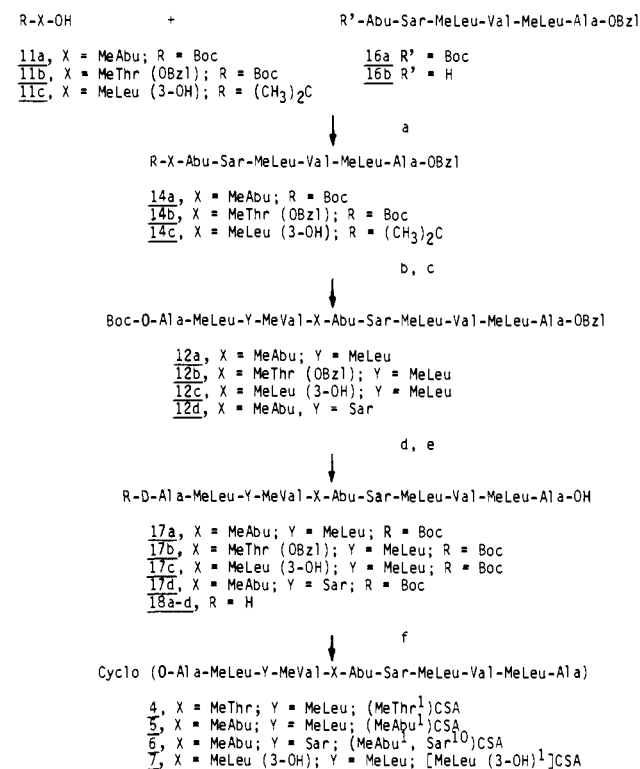 R-X-OH + R'-Abu-Sar-MeLeu-Val-MeLeu-Ala-OBzl
11a, X = MeAbu; R = Boc
11b, X = MeThr (OBzl); R = Boc
11c, X = MeLeu (3-OH); R = (CH3)2C
16a R' = Boc
16b R' = H
a
R-X-Abu-Sar-MeLeu-Val-MeLeu-Ala-OBzl
14a, X = MeAbu; R = Boc
14b, X = MeThr (OBzl); R = Boc
14c, X = MeLeu (3-OH); R = (CH3)2C
b, c
Boc-O-Ala-MeLeu-Y-MeVal-X-Abu-Sar-MeLeu-Val-MeLeu-Ala-OBzl
12a, X = MeAbu; Y = MeLeu
12b, X = MeThr (OBzl); Y = MeLeu
12c, X = MeLeu (3-OH); Y = MeLeu
12d, X = MeAbu, Y = Sar
d, e
R-D-Ala-MeLeu-Y-MeVal-X-Abu-Sar-MeLeu-Val-MeLeu-Ala-OH
17a, X = MeAbu; Y = MeLeu; R = Boc
17b, X = MeThr (OBzl); Y = MeLeu; R = Boc
17c, X = MeLeu (3-OH); Y = MeLeu; R = Boc
17d, X = MeAbu; Y = Sar; R = Boc
18a-d, R = H
f
Cyclo (O-Ala-MeLeu-Y-MeVal-X-Abu-Sar-MeLeu-Val-MeLeu-Ala)
4, X = MeThr; Y = MeLeu; (MeThr1)CSA
5, X = MeAbu; Y = MeLeu; (MeAbu1)CSA
6, X = MeAbu; Y = Sar; (MeAbu1, Sar10)CSA
7, X = MeLeu (3-OH); Y = MeLeu; [MeLeu (3-OH)1]CSA